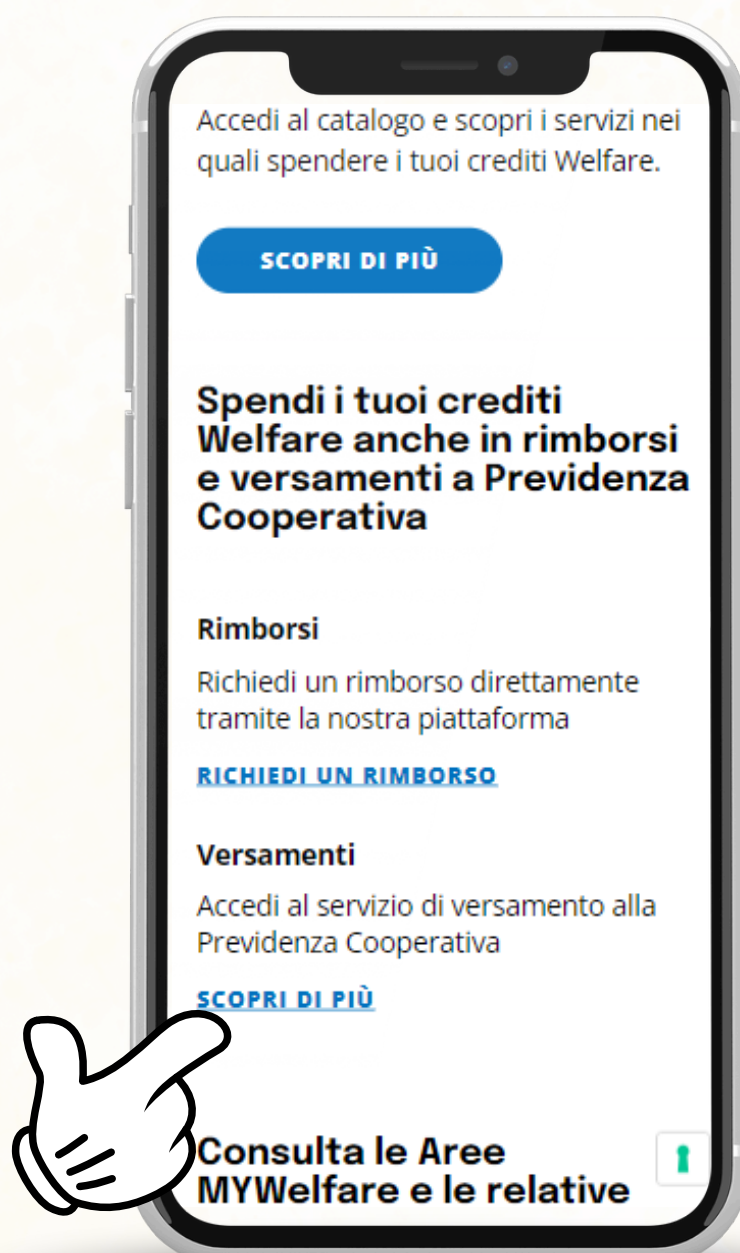 Accedi al catalogo e scopri i servizi nei
quali spendere i tuoi crediti Welfare.
SCOPRI DI PIÙ
Spendi i tuoi crediti
Welfare anche in rimborsi
e versamenti a Previdenza
Cooperativa
Rimborsi
Richiedi un rimborso direttamente
tramite la nostra piattaforma
RICHIEDI UN RIMBORSO
Versamenti
Accedi al servizio di versamento alla
Previdenza Cooperativa
SCOPRI DI PIÙ
Consulta le Aree
MYWelfare e le relative